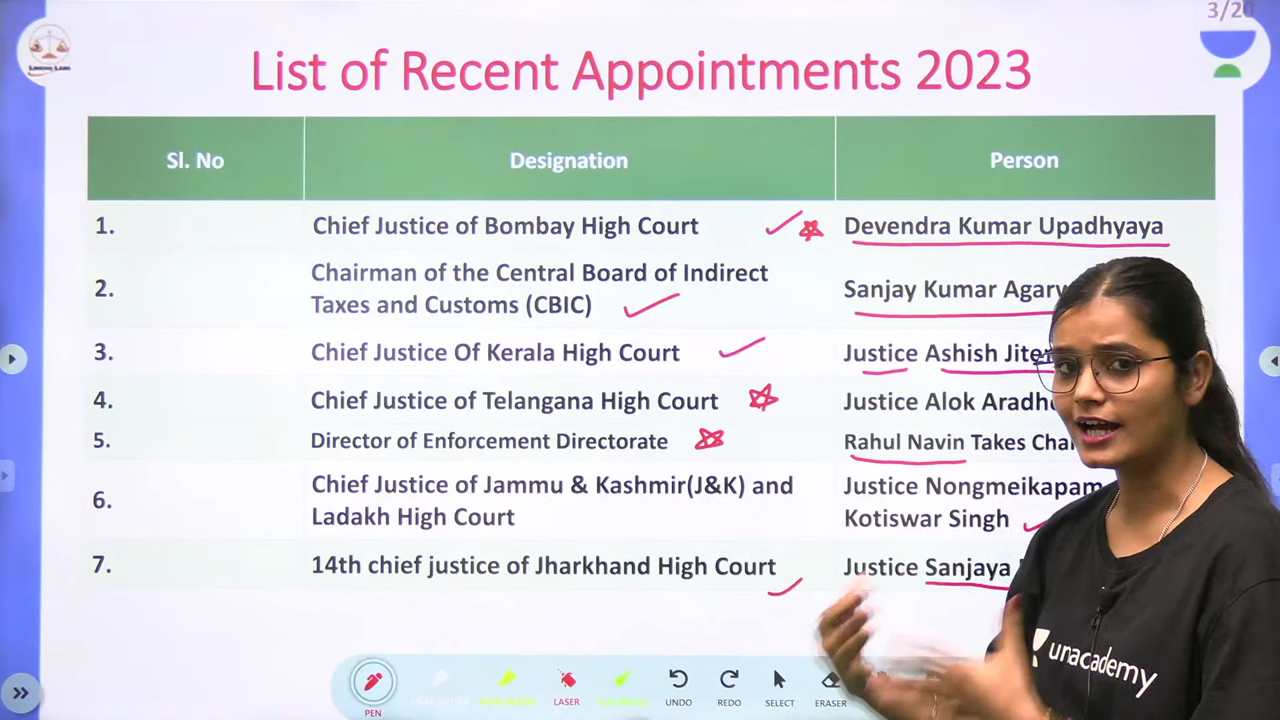 3/20
List of Recent Appointments 2023
Sl. No Designation Person
1. Chief Justice of Bombay High Court Devendra Kumar Upadhyaya
2. Chairman of the Central Board of Indirect Taxes and Customs (CBIC) Sanjay Kumar
3. Chief Justice Of Kerala High Court Justice Ashish
4. Chief Justice of Telangana High Court Justice Alok
5. Director of Enforcement Directorate Rahul Navin Takes
6. Chief Justice of Jammu & Kashmir(J&K) and Justice Nongmeikapam
Ladakh High Court Kotiswar Singh
7. 14th chief justice of Jharkhand High Court Justice Sanjaya
unacademy
PEN LASER UNDO REDO SELECT ERASER